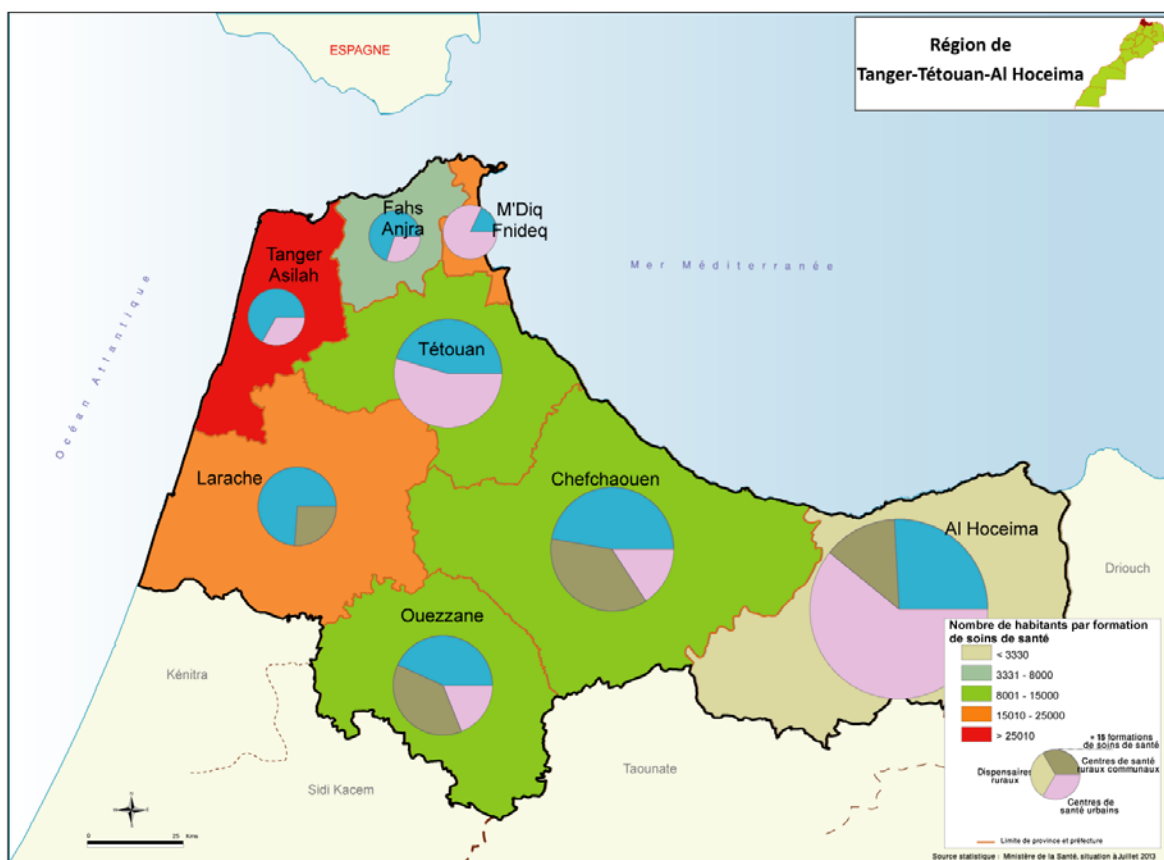 ESPAGNE
Région de
Tanger-Tétouan-Al Hoceima
Fahs
Anjra
M'Diq
Fnideq
Tanger
Asilah
Mer Méditerranée
Océan Atlantique
Tétouan
Larache
Chefchaouen
Al Hoceima
Driouch
Ouezzane
Kénitra
Sidi Kacem
Taounate
Nombre de habitants par formation
de soins de santé
< 3330
3331 - 8000
8001 - 15000
15010 - 25000
> 25010
= 15 formations
de soins de santé
Centres de santé
ruraux communaux
Dispensaires
ruraux
Centres de
santé urbains
Limite de province et préfecture
0 25 Kms
Source statistique : Ministère de la Santé, situation à Juillet 2013